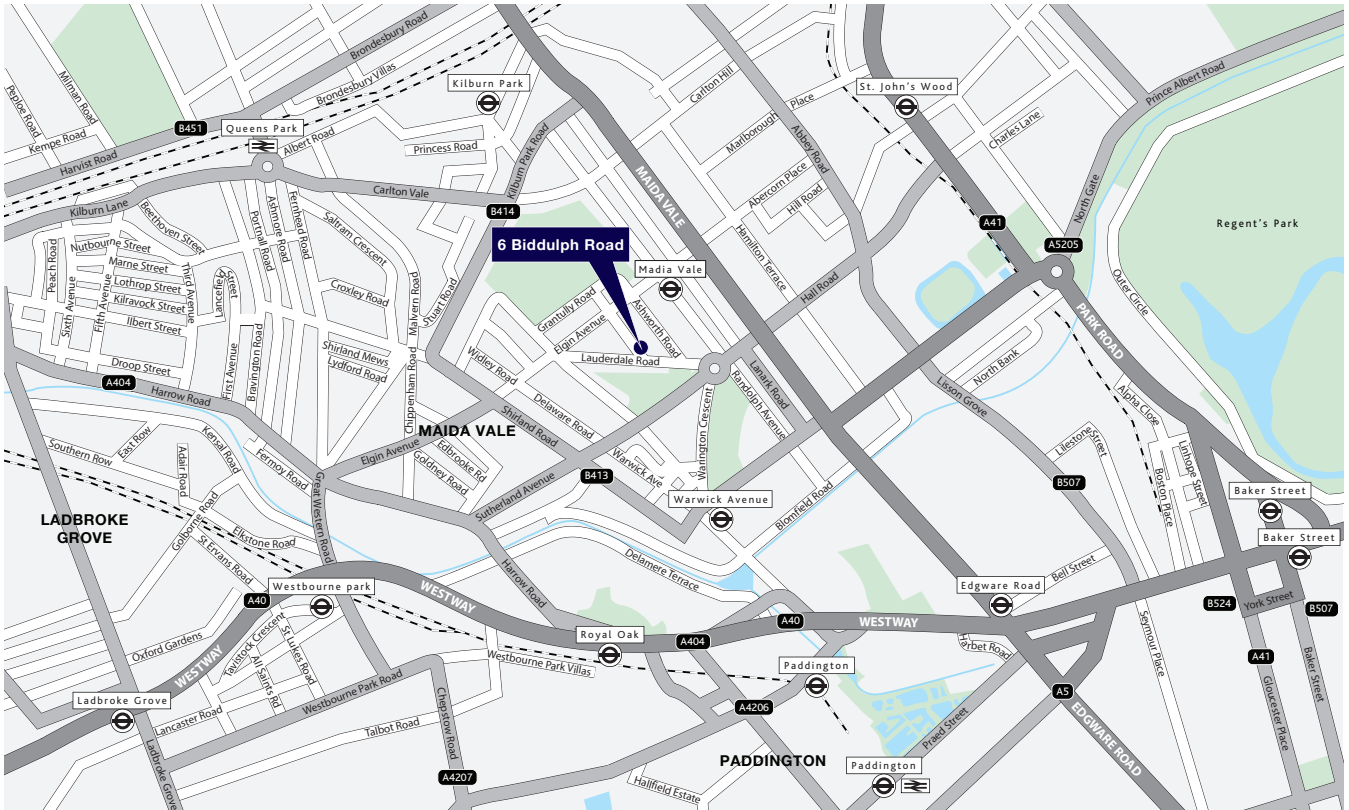 Brondesbury Road
Milman Road
Peploe Road
Kempe Road
Harvist Road
B451
Brondesbury Villas
Kilburn Park
Queens Park
Albert Road
Princess Road
Kilburn Park Road
Carlton Vale
B414
Kilburn Lane
Carlton Hill
Marlborough
Place
Abbey Road
St. John's Wood
Prince Albert Road
Charles Lane
North Gate
A41
A5205
Regent's Park
Outer Circle
PARK ROAD
MAIDA VALE
Abercorn Place
Hill Road
Hamilton Terrace
Hall Road
6 Biddulph Road
Madia Vale
Grantully Road
Elgin Avenue
Ashworth Road
Lauderdale Road
Beethoven Street
Nutbourne Street
Marne Street
Lothrop Street
Kilravock Street
Ilbert Street
Droop Street
Peach Road
Sixth Avenue
Fifth Avenue
Third Avenue
Lancefield
Street
First Avenue
Bravington Road
Portnall Road
Ashmore Road
Fernhead Road
Saltram Crescent
Croxley Road
Malvern Road
Stuart Road
Shirland Mews
Lydford Road
Chippenham Road
Widley Road
Delaware Road
Shirland Road
MAIDA VALE
Elgin Avenue
Edbrooke Rd
Goldney Road
Sutherland Avenue
Warwick Ave
B413
Warington Crescent
Randolph Avenue
Lanark Road
Warwick Avenue
Blomfield Road
Lisson Grove
North Bank
Alpha Close
Lilestone
Street
Linhope Street
Boston Place
B507
Baker Street
Baker Street
A404
Harrow Road
Kensal Road
East Row
Southern Row
Adair Road
Fermoy Road
Great Western Road
Golborne Road
LADBROKE
GROVE
Elkstone Road
St Ervans Road
Westbourne park
A40
WESTWAY
Harrow Road
Delamere Terrace
Royal Oak
A404
A40
WESTWAY
Edgware Road
Bell Street
Harbet Road
Seymour Place
B524
York Street
B507
A41
Gloucester Place
Baker Street
Oxford Gardens
Tavistock Crescent
St Lukes Road
All Saints Rd
WESTWAY
Ladbroke Grove
Lancaster Road
Ladbroke Grove
Westbourne Park Road
Talbot Road
Chepstow Road
A4207
Westbourne Park Villas
Paddington
A4206
PADDINGTON
Hallfield Estate
Paddington
Praed Street
A5
EDGWARE ROAD